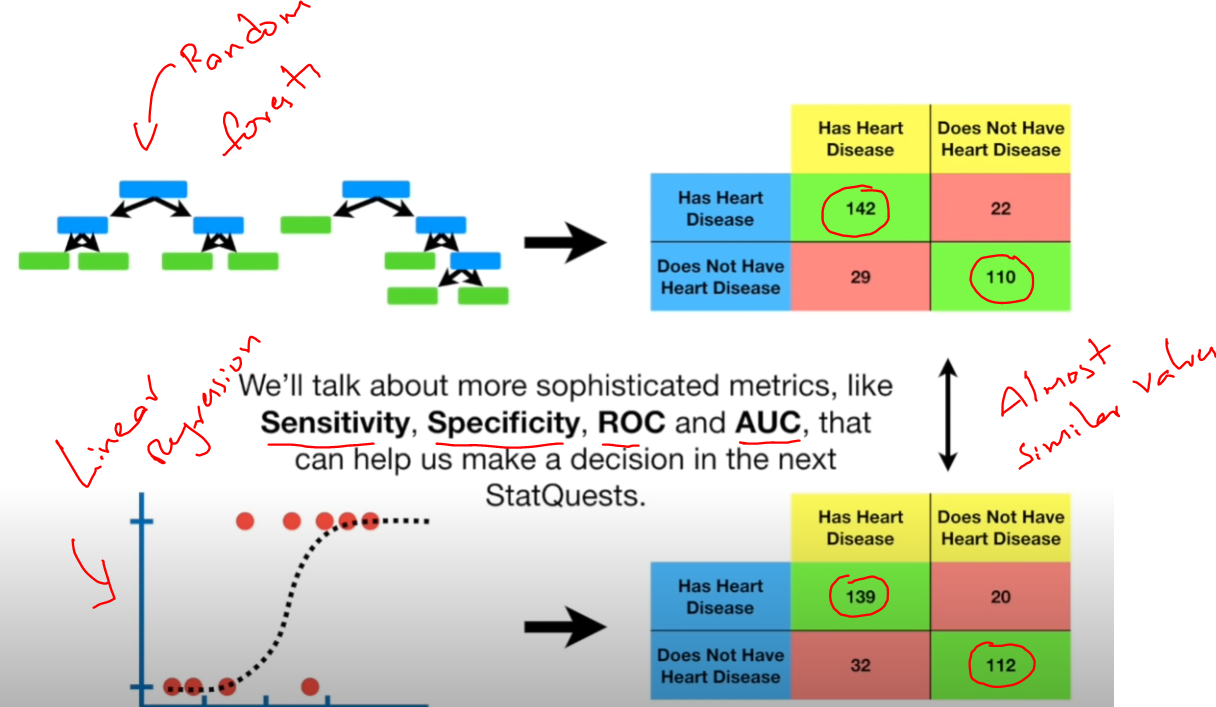 Random
forests
Has Heart Disease
Does Not Have Heart Disease
Has Heart Disease
142
22
Does Not Have Heart Disease
29
110
Linear
Regression
We'll talk about more sophisticated metrics, like
Sensitivity, Specificity, ROC and AUC, that
can help us make a decision in the next
StatQuests.
Almost
similar values
Has Heart Disease
Does Not Have Heart Disease
Has Heart Disease
139
20
Does Not Have Heart Disease
32
112